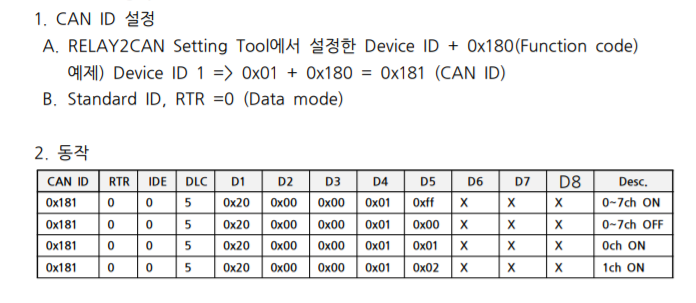 1. CAN ID 설정
A. RELAY2CAN Setting Tool에서 설정한 Device ID + 0x180(Function code)
예제) Device ID 1 => 0x01 + 0x180 = 0x181 (CAN ID)
B. Standard ID, RTR =0 (Data mode)
2. 동작
CAN ID RTR IDE DLC D1 D2 D3 D4 D5 D6 D7 D8 Desc.
0x181 0 0 5 0x20 0x00 0x00 0x01 0xff X X X 0~7ch ON
0x181 0 0 5 0x20 0x00 0x00 0x01 0x00 X X X 0~7ch OFF
0x181 0 0 5 0x20 0x00 0x00 0x01 0x01 X X X 0ch ON
0x181 0 0 5 0x20 0x00 0x00 0x01 0x02 X X X 1ch ON